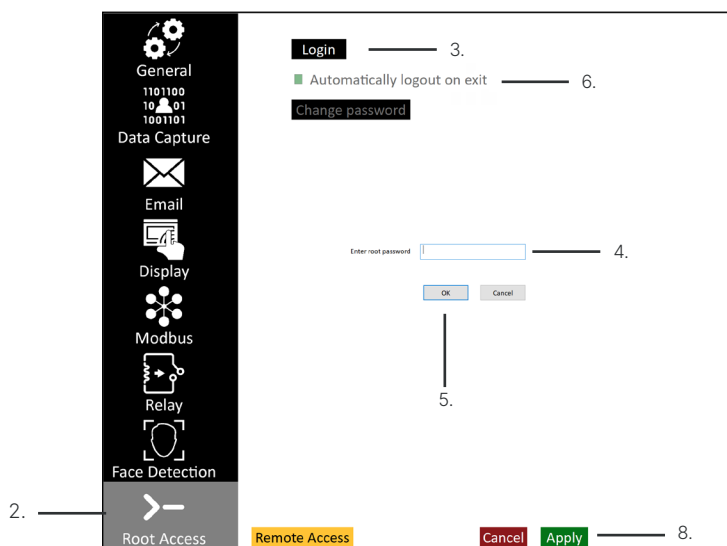 General
1101100
10 01
1001101
Data Capture
Email
Display
Modbus
Relay
Face Detection
2.
Root Access
Login
3.
Automatically logout on exit
6.
Change password
Enter root password
4.
OK
Cancel
5.
Remote Access
Cancel
Apply
8.